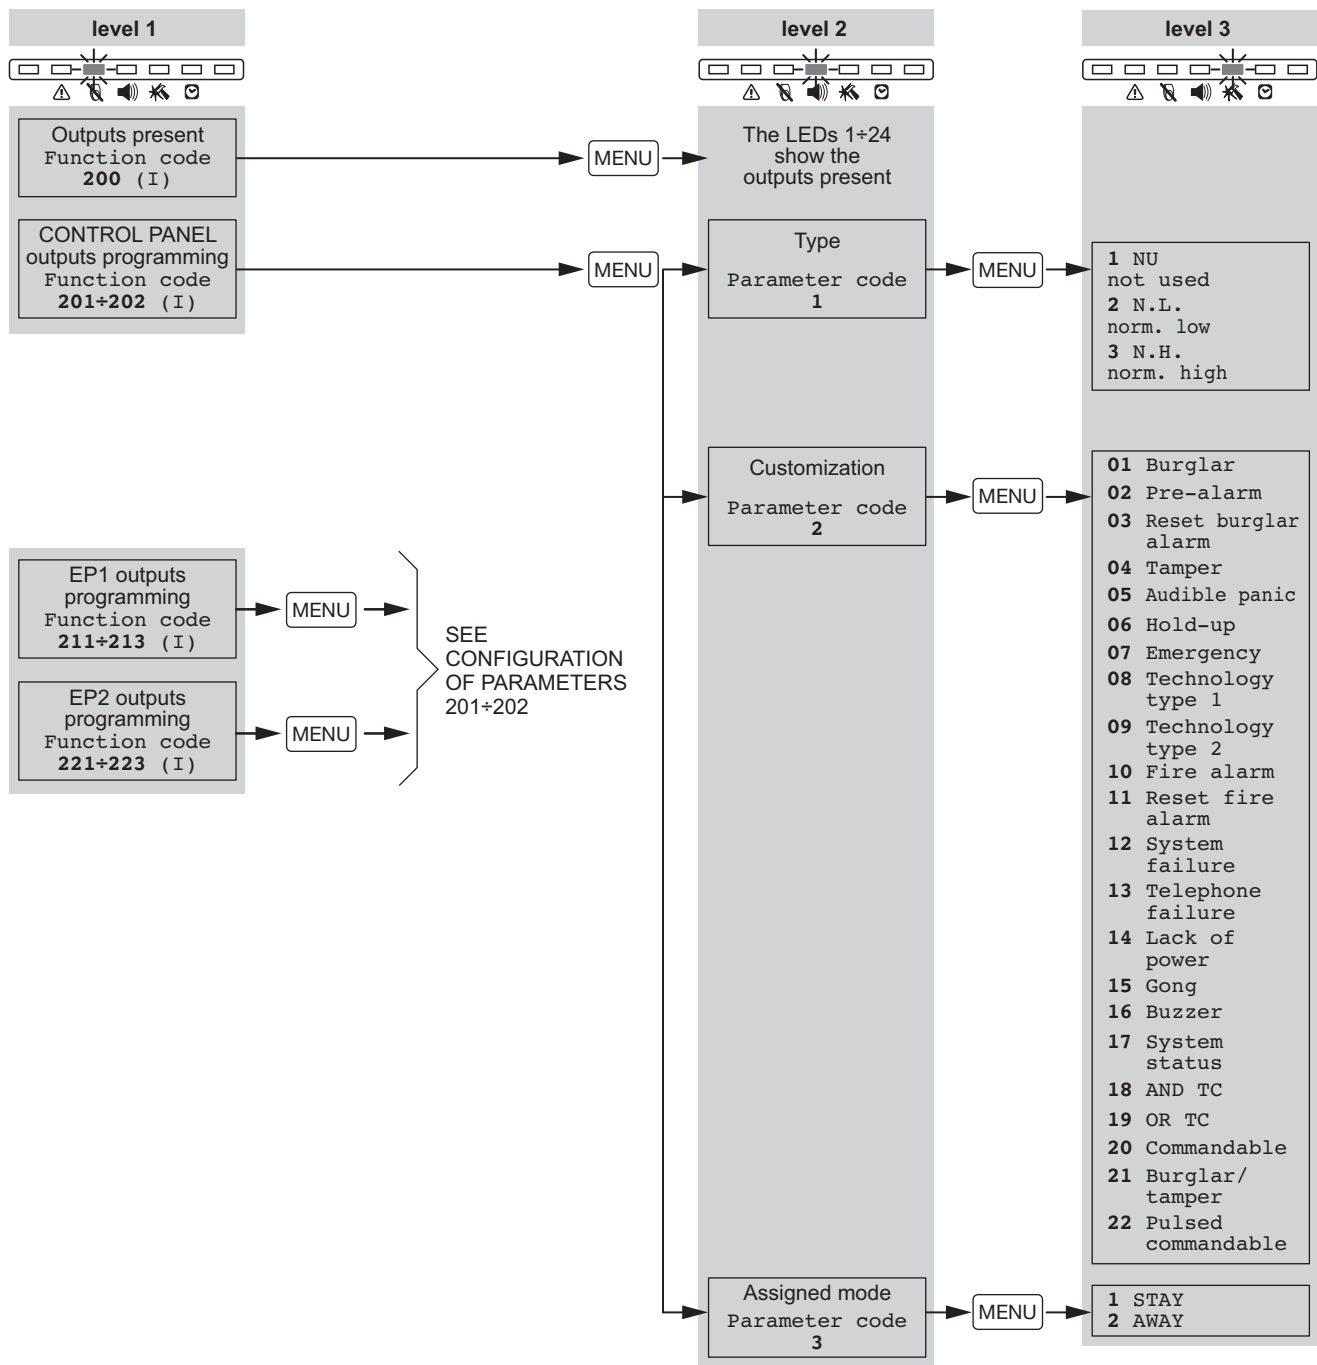 level 1
level 2
level 3
Outputs present
Function code
200 (I)
MENU
The LEDs 1÷24
show the
outputs present
CONTROL PANEL
outputs programming
Function code
201÷202 (I)
MENU
Type
Parameter code
1
MENU
1 NU
not used
2 N.L.
norm. low
3 N.H.
norm. high
Customization
Parameter code
2
MENU
01 Burglar
02 Pre-alarm
03 Reset burglar
alarm
04 Tamper
05 Audible panic
06 Hold-up
07 Emergency
08 Technology
type 1
09 Technology
type 2
10 Fire alarm
11 Reset fire
alarm
12 System
failure
13 Telephone
failure
14 Lack of
power
15 Gong
16 Buzzer
17 System
status
18 AND TC
19 OR TC
20 Commandable
21 Burglar/
tamper
22 Pulsed
commandable
EP1 outputs
programming
Function code
211÷213 (I)
MENU
EP2 outputs
programming
Function code
221÷223 (I)
MENU
SEE
CONFIGURATION
OF PARAMETERS
201÷202
Assigned mode
Parameter code
3
MENU
1 STAY
2 AWAY